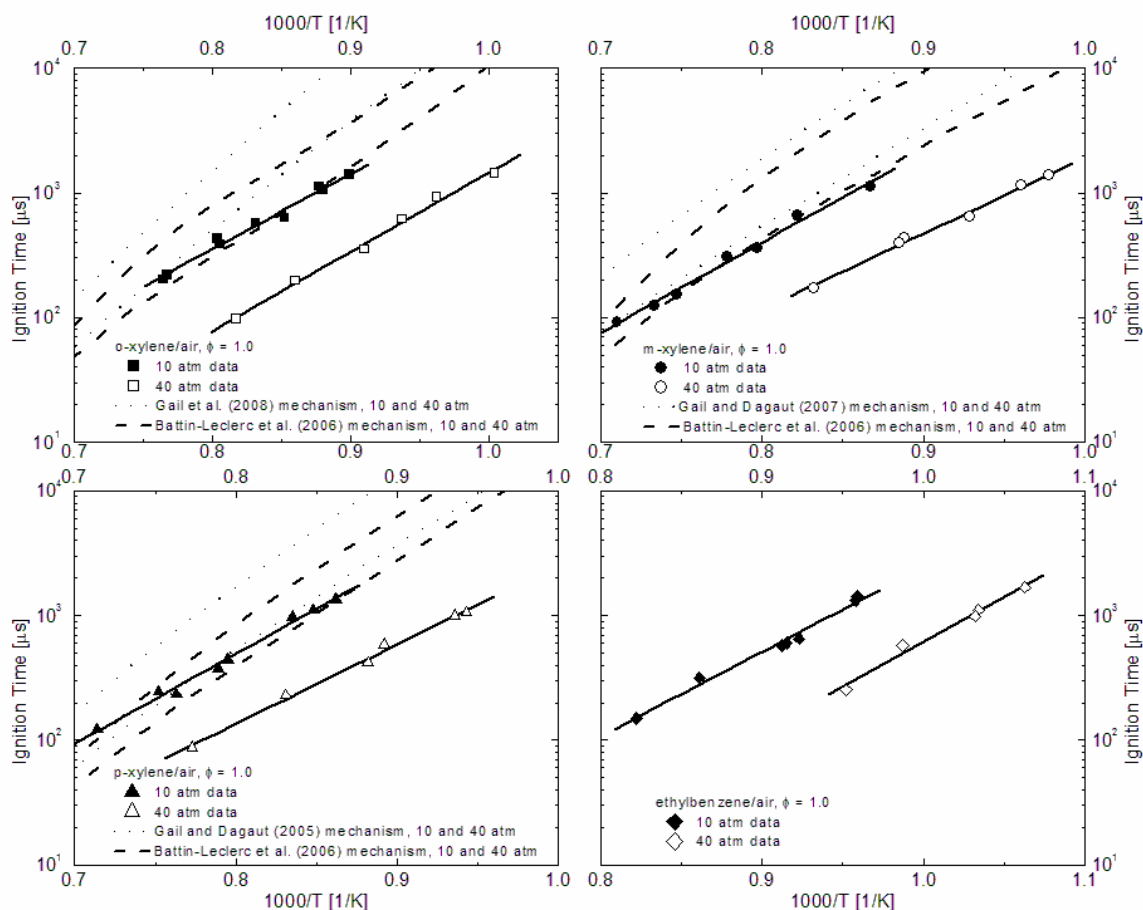 1000/T [1/K]
1000/T [1/K]
0.7 0.8 0.9 1.0
0.7 0.8 0.9 1.0 1.1
10^4
10^3
10^2
10^1
Ignition Time [µs]
o-xylene/air, ϕ = 1.0
10 atm data
40 atm data
Gail et al. (2008) mechanism, 10 and 40 atm
Battin-Leclerc et al. (2006) mechanism, 10 and 40 atm
m-xylene/air, ϕ = 1.0
10 atm data
40 atm data
Gail and Dagaut (2007) mechanism, 10 and 40 atm
Battin-Leclerc et al. (2006) mechanism, 10 and 40 atm
10^4
10^3
10^2
10^1
Ignition Time [µs]
0.7 0.8 0.9 1.0
0.7 0.8 0.9 1.0
10^4
10^3
10^2
10^1
Ignition Time [µs]
p-xylene/air, ϕ = 1.0
10 atm data
40 atm data
Gail and Dagaut (2005) mechanism, 10 and 40 atm
Battin-Leclerc et al. (2006) mechanism, 10 and 40 atm
ethylbenzene/air, ϕ = 1.0
10 atm data
40 atm data
10^4
10^3
10^2
10^1
Ignition Time [µs]
0.7 0.8 0.9 1.0
0.8 0.9 1.0 1.1
1000/T [1/K]
1000/T [1/K]